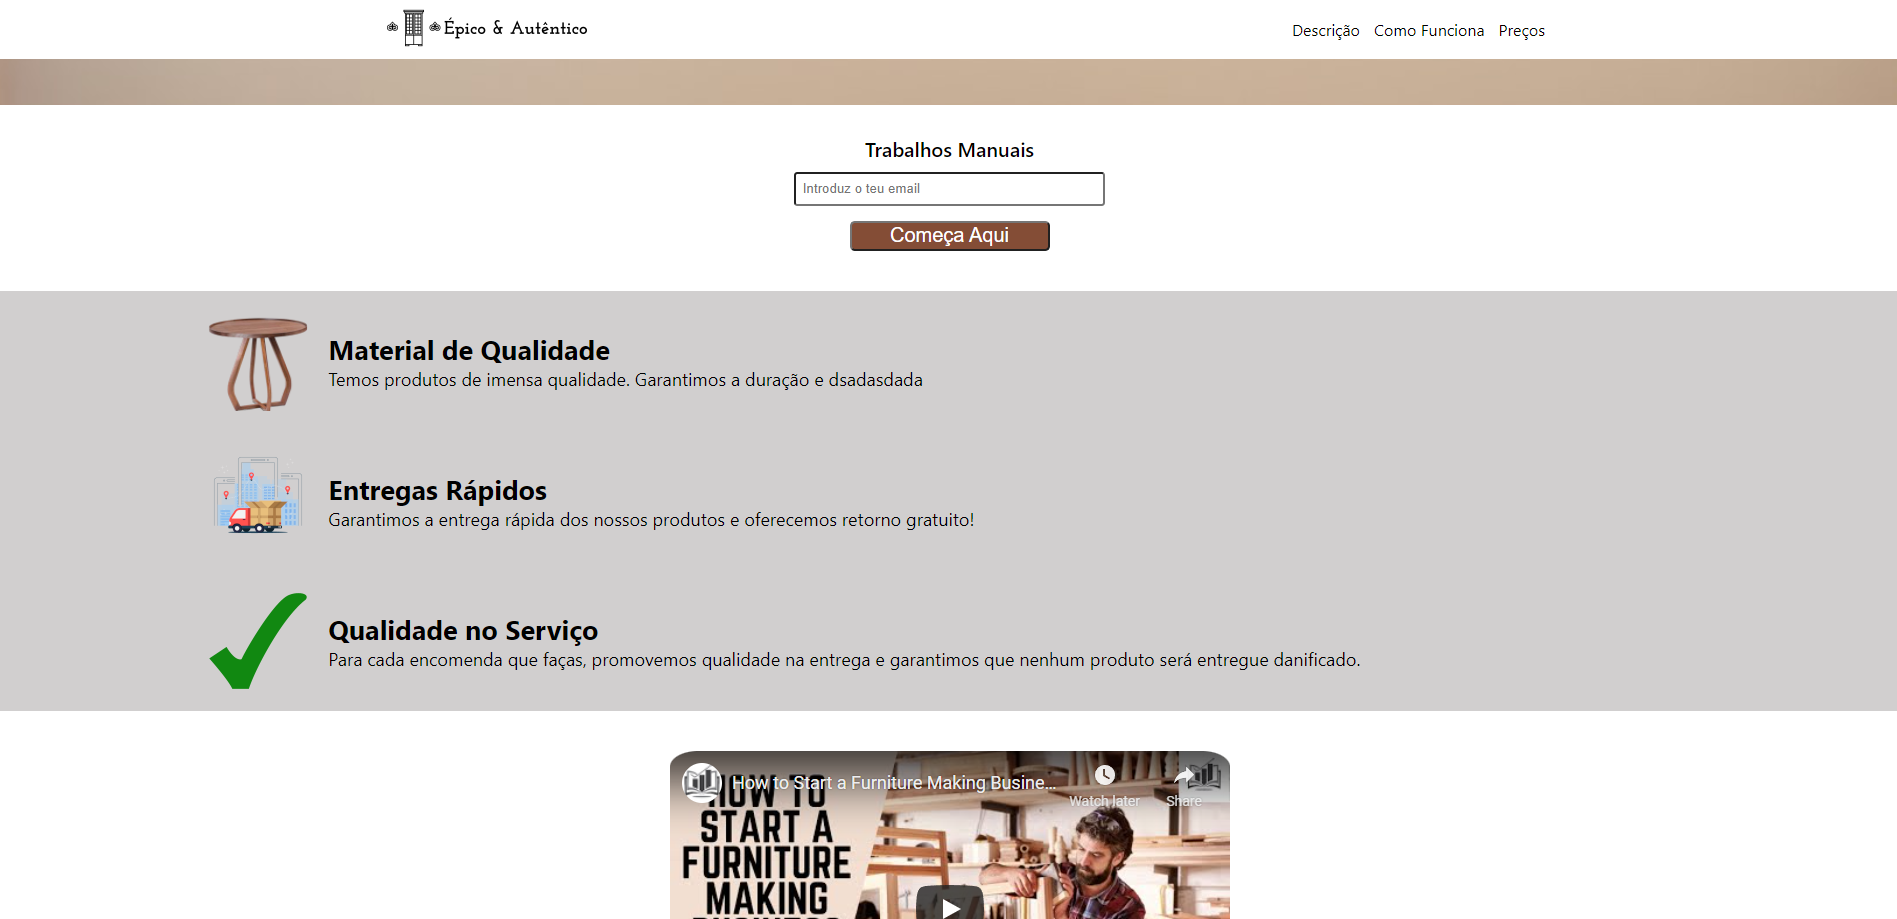 Épico & Autêntico
Descrição Como Funciona Preços
Trabalhos Manuais
Introduz o teu email
Começa Aqui
Material de Qualidade
Temos produtos de imensa qualidade. Garantimos a duração e dsadasdada
Entregas Rápidos
Garantimos a entrega rápida dos nossos produtos e oferecemos retorno gratuito!
Qualidade no Serviço
Para cada encomenda que faças, promovemos qualidade na entrega e garantimos que nenhum produto será entregue danificado.
How to Start a Furniture Making Busine...
Watch later Share
HOW TO
START A
FURNITURE
MAKING
BUSINESS